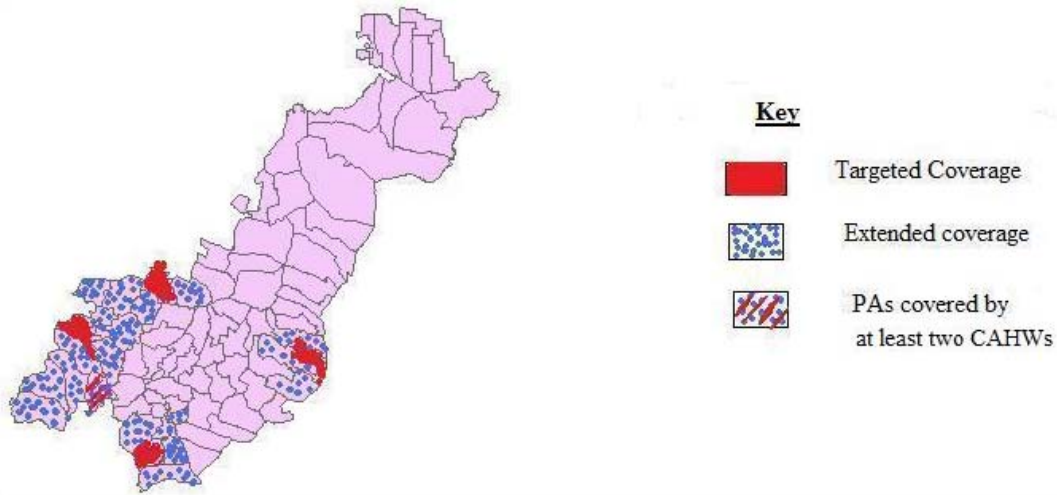 Key
Targeted Coverage
Extended coverage
PAs covered by
at least two CAHWs